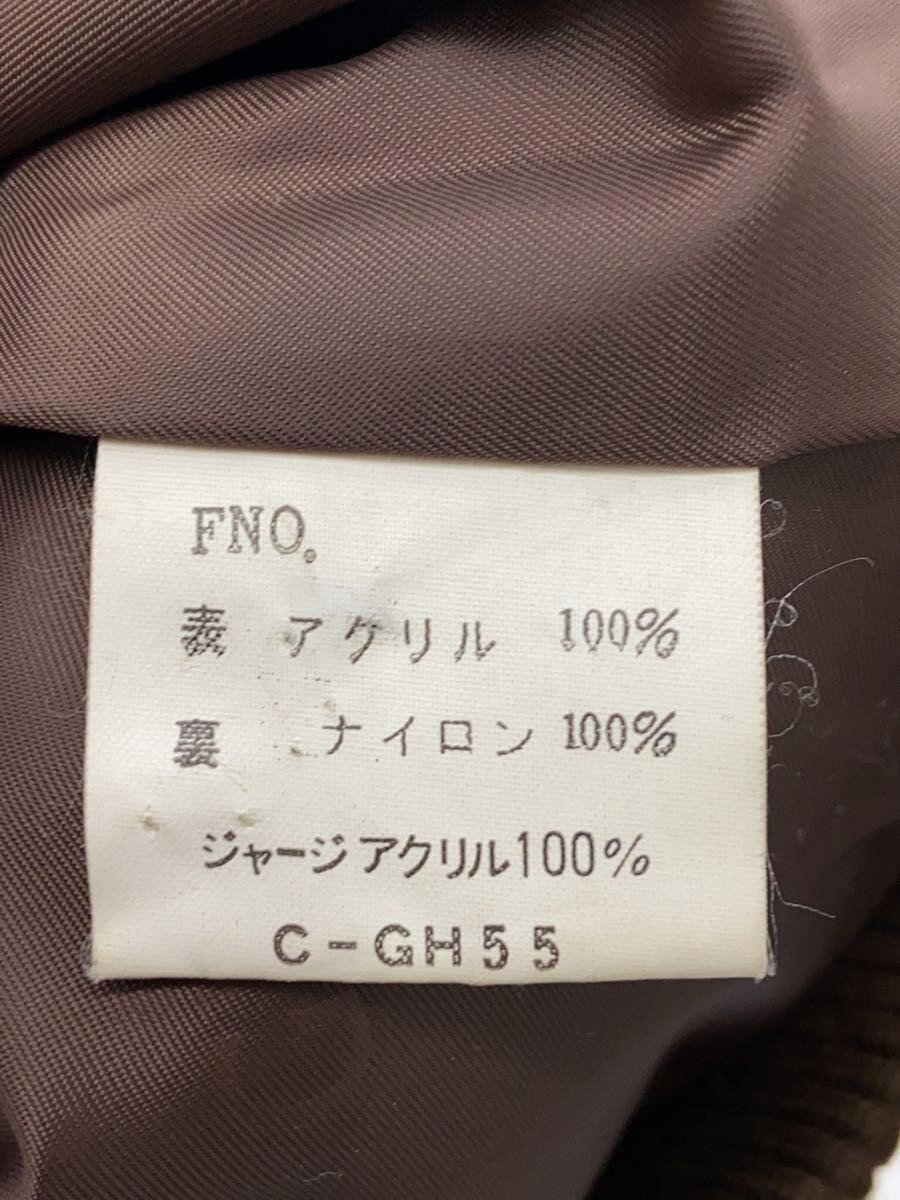 FNO.
表 アクリル 100%
裏 ナイロン 100%
ジャージ アクリル100%
C-GH55